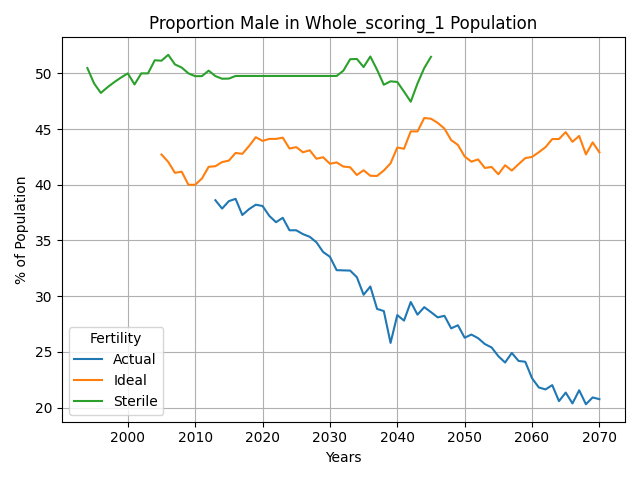 Proportion Male in Whole_scoring_1 Population
% of Population
50
45
40
35
30
25
20
Fertility
Actual
Ideal
Sterile
2000 2010 2020 2030 2040 2050 2060 2070
Years